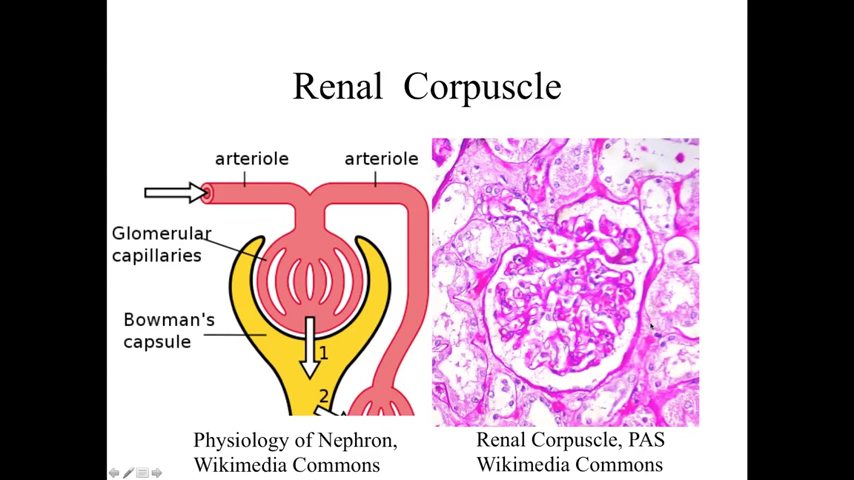 Renal Corpuscle
arteriole
arteriole
Glomerular
capillaries
Bowman's
capsule
1
2
Physiology of Nephron,
Wikimedia Commons
Renal Corpuscle, PAS
Wikimedia Commons